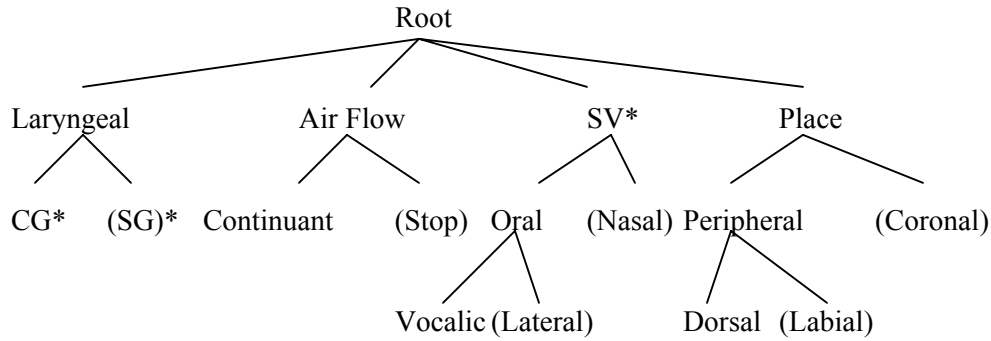 Root
Laryngeal Air Flow SV* Place
CG* (SG)* Continuant (Stop) Oral (Nasal) Peripheral (Coronal)
Vocalic (Lateral) Dorsal (Labial)